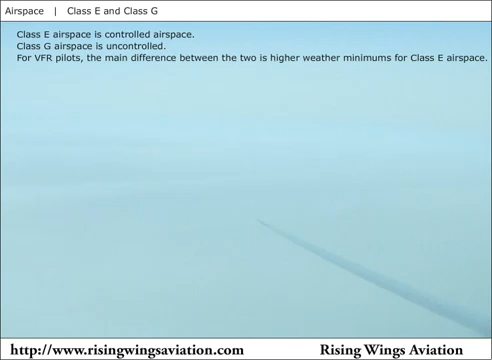 Airspace | Class E and Class G
Class E airspace is controlled airspace.
Class G airspace is uncontrolled.
For VFR pilots, the main difference between the two is higher weather minimums for Class E airspace.
http://www.risingwingsaviation.com Rising Wings Aviation